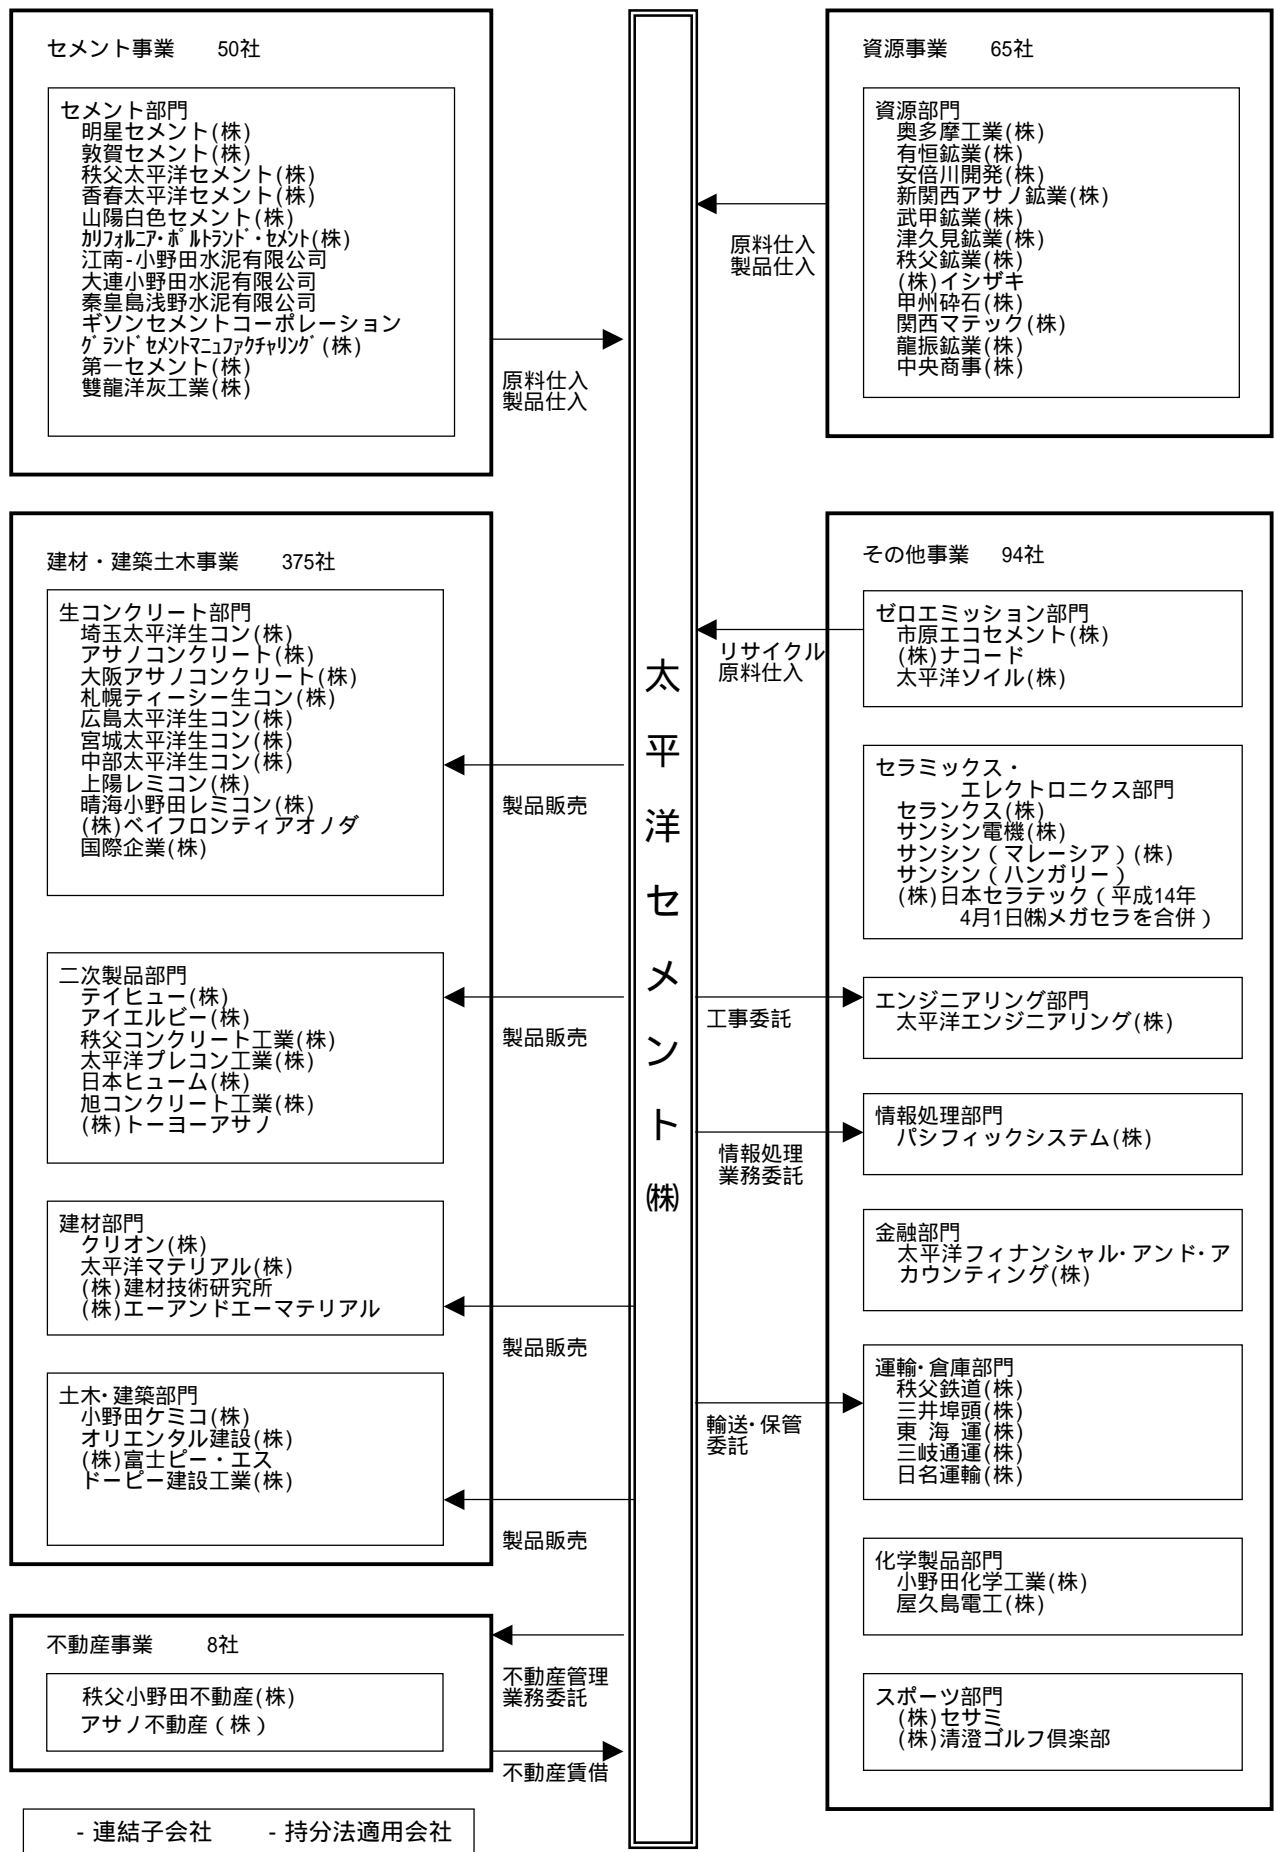 セメント事業 50社
セメント部門
明星セメント(株)
敦賀セメント(株)
秩父太平洋セメント(株)
香春太平洋セメント(株)
山陽白色セメント(株)
ｶﾘﾌｫﾙﾆｱ･ﾎﾟﾙﾄﾗﾝﾄﾞ･ｾﾒﾝﾄ(株)
江南-小野田水泥有限公司
大連小野田水泥有限公司
秦皇島浅野水泥有限公司
ギソンセメントコーポレーション
ｸﾞﾗﾝﾄﾞｾﾒﾝﾄﾏﾆｭﾌｧｸﾁｬﾘﾝｸﾞ(株)
第一セメント(株)
雙龍洋灰工業(株)
原料仕入
製品仕入
資源事業 65社
資源部門
奥多摩工業(株)
有恒鉱業(株)
安倍川開発(株)
新関西アサノ鉱業(株)
武甲鉱業(株)
津久見鉱業(株)
秩父鉱業(株)
(株)イシザキ
甲州砕石(株)
関西マテック(株)
龍振鉱業(株)
中央商事(株)
原料仕入
製品仕入
太平洋セメント㈱
建材・建築土木事業 375社
生コンクリート部門
埼玉太平洋生コン(株)
アサノコンクリート(株)
大阪アサノコンクリート(株)
札幌ティーシー生コン(株)
広島太平洋生コン(株)
宮城太平洋生コン(株)
中部太平洋生コン(株)
上陽レミコン(株)
晴海小野田レミコン(株)
(株)ベイフロンティアオノダ
国際企業(株)
製品販売
二次製品部門
テイヒュー(株)
アイエルビー(株)
秩父コンクリート工業(株)
太平洋プレコン工業(株)
日本ヒューム(株)
旭コンクリート工業(株)
(株)トーヨーアサノ
製品販売
建材部門
クリオン(株)
太平洋マテリアル(株)
(株)建材技術研究所
(株)エーアンドエーマテリアル
製品販売
土木･建築部門
小野田ケミコ(株)
オリエンタル建設(株)
(株)富士ピー・エス
ドーピー建設工業(株)
製品販売
不動産事業 8社
秩父小野田不動産(株)
アサノ不動産（株）
不動産管理
業務委託
不動産賃借
その他事業 94社
ゼロエミッション部門
市原エコセメント(株)
(株)ナコード
太平洋ソイル(株)
リサイクル
原料仕入
セラミックス・
エレクトロニクス部門
セランクス(株)
サンシン電機(株)
サンシン（マレーシア）(株)
サンシン（ハンガリー）
(株)日本セラテック（平成14年
4月1日㈱メガセラを合併）
エンジニアリング部門
太平洋エンジニアリング(株)
工事委託
情報処理部門
パシフィックシステム(株)
情報処理
業務委託
金融部門
太平洋フィナンシャル･アンド･ア
カウンティング(株)
運輸･倉庫部門
秩父鉄道(株)
三井埠頭(株)
東 海 運(株)
三岐通運(株)
日名運輸(株)
輸送･保管
委託
化学製品部門
小野田化学工業(株)
屋久島電工(株)
スポーツ部門
(株)セサミ
(株)清澄ゴルフ倶楽部
- 連結子会社 - 持分法適用会社